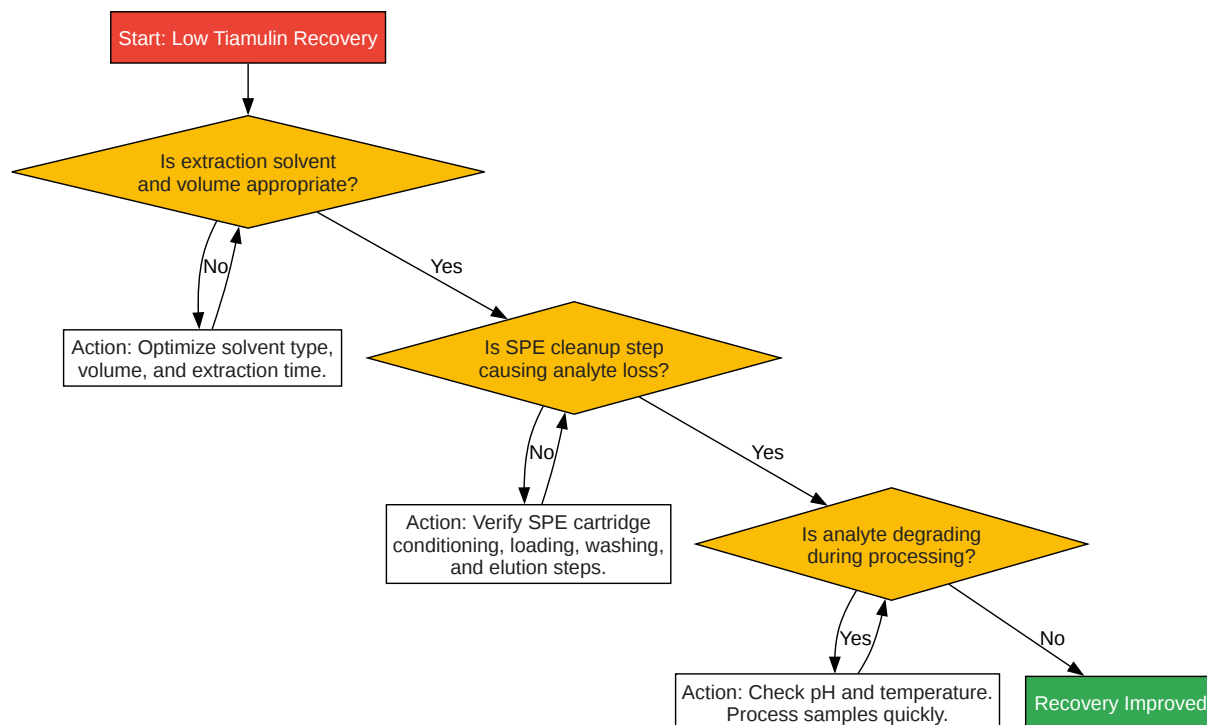 Start: Low Tiamulin Recovery
Is extraction solvent
and volume appropriate?
No
Yes
Action: Optimize solvent type,
volume, and extraction time.
Is SPE cleanup step
causing analyte loss?
No
Yes
Action: Verify SPE cartridge
conditioning, loading, washing,
and elution steps.
Is analyte degrading
during processing?
Yes
No
Action: Check pH and temperature.
Process samples quickly.
Recovery Improved